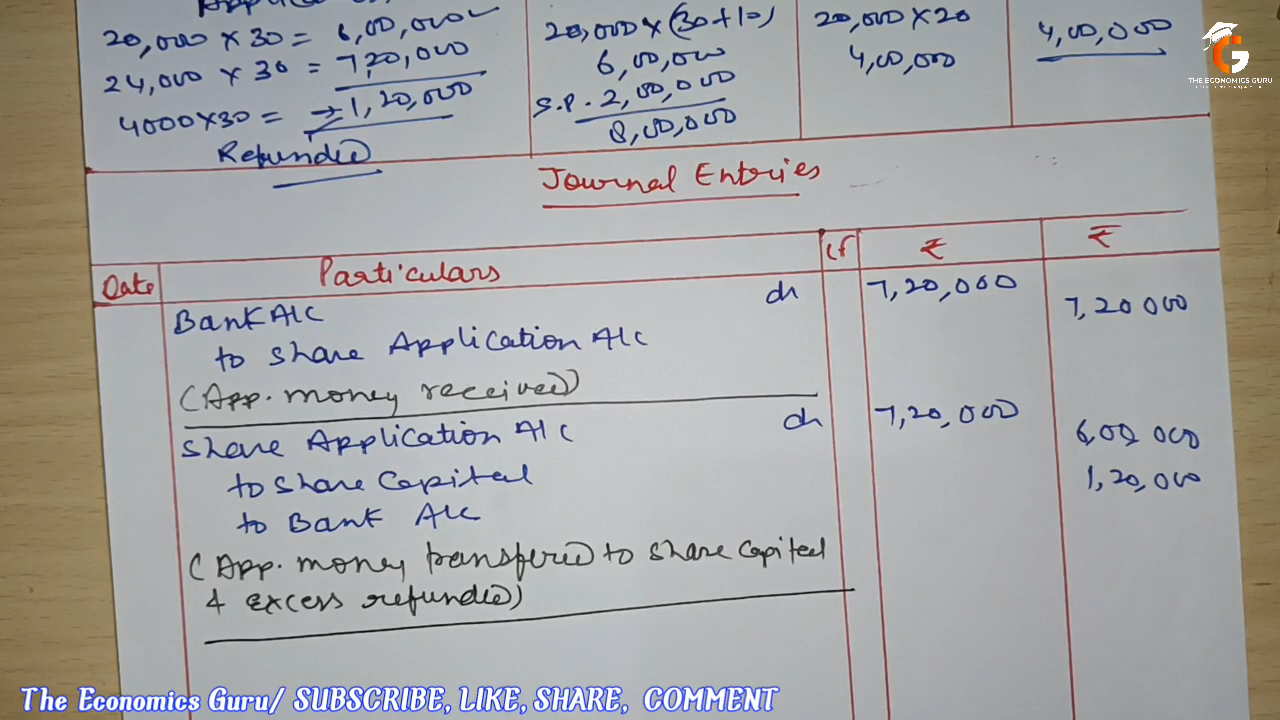 20,000 × 30 = 6,00,000
24,000 × 30 = 7,20,000
4000×30 = 1,20,000
Refunded
20,000 × (30+10)
6,00,000
S.P. 2,00,000
8,00,000
20,000 × 20
4,00,000
4,00,000
THE ECONOMICS GURU
Journal Entries
Date Particulars LF ₹ ₹
Bank A/C dr 7,20,000
to Share Application A/C 7,20 000
(App. money received)
Share Application A/C dr 7,20,000
to Share Capital 6,00,000
to Bank A/C 1,20,000
(App. money transfered to share Capital
& excess refunded)
The Economics Guru/ SUBSCRIBE, LIKE, SHARE, COMMENT